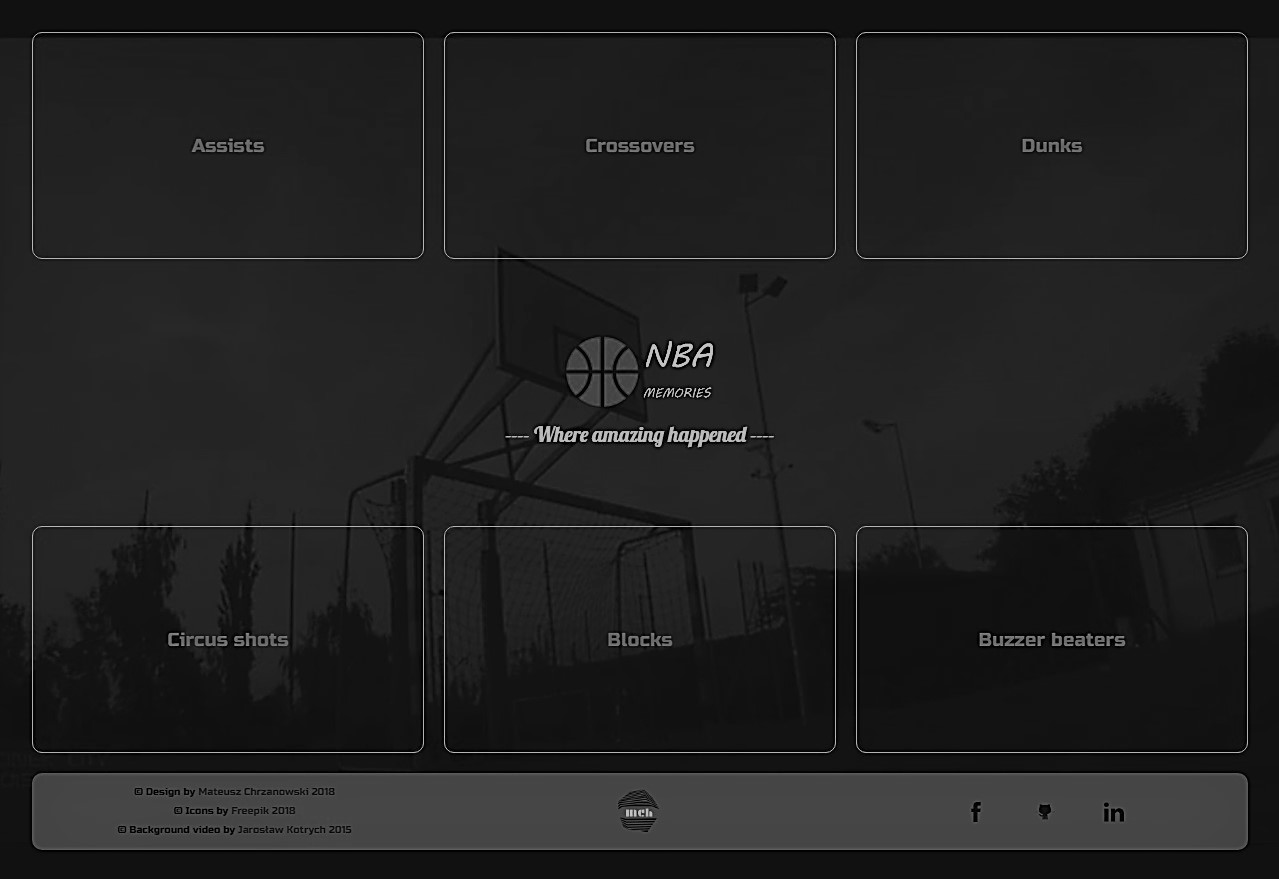 Assists
Crossovers
Dunks
NBA
MEMORIES
---- Where amazing happened ----
Circus shots
Blocks
Buzzer beaters
© Design by Mateusz Chrzanowski 2018
© Icons by Freepik 2018
© Background video by Jarosław Kotrych 2015
mch
f
in